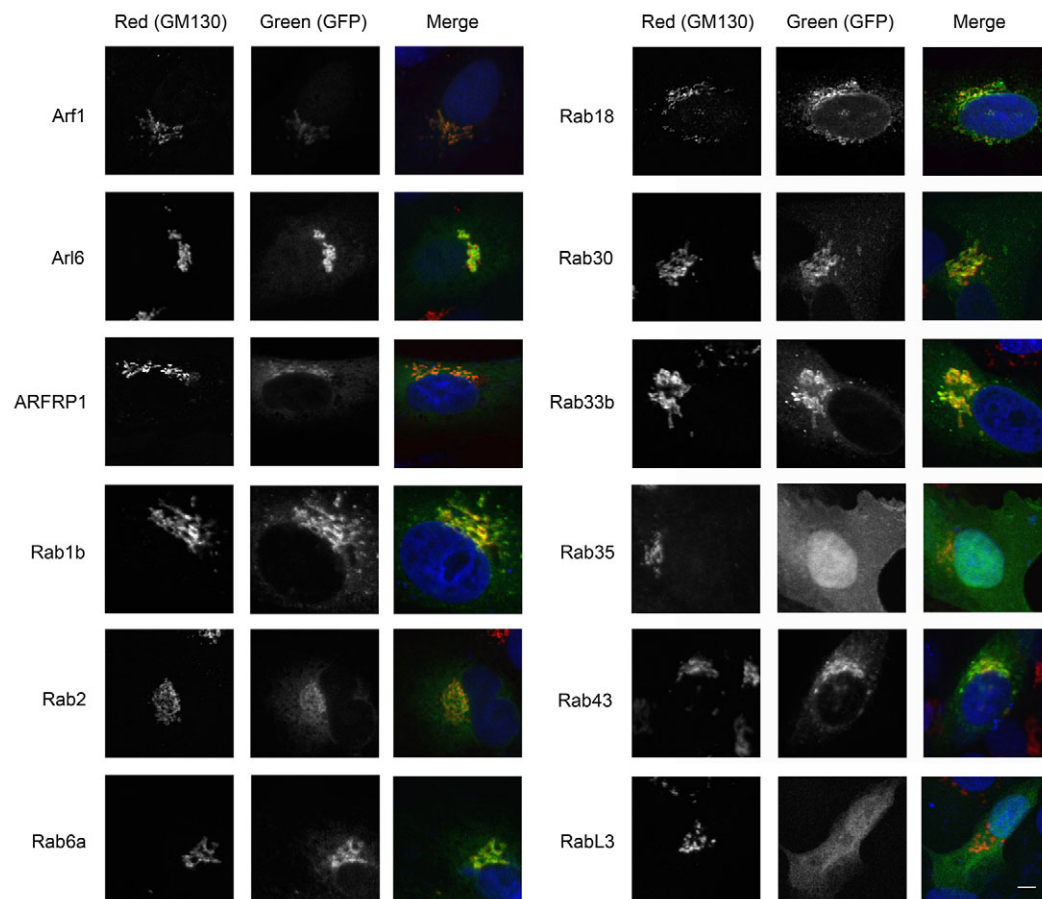 Red (GM130) Green (GFP) Merge Red (GM130) Green (GFP) Merge
Arf1 Rab18
Arl6 Rab30
ARFRP1 Rab33b
Rab1b Rab35
Rab2 Rab43
Rab6a RabL3